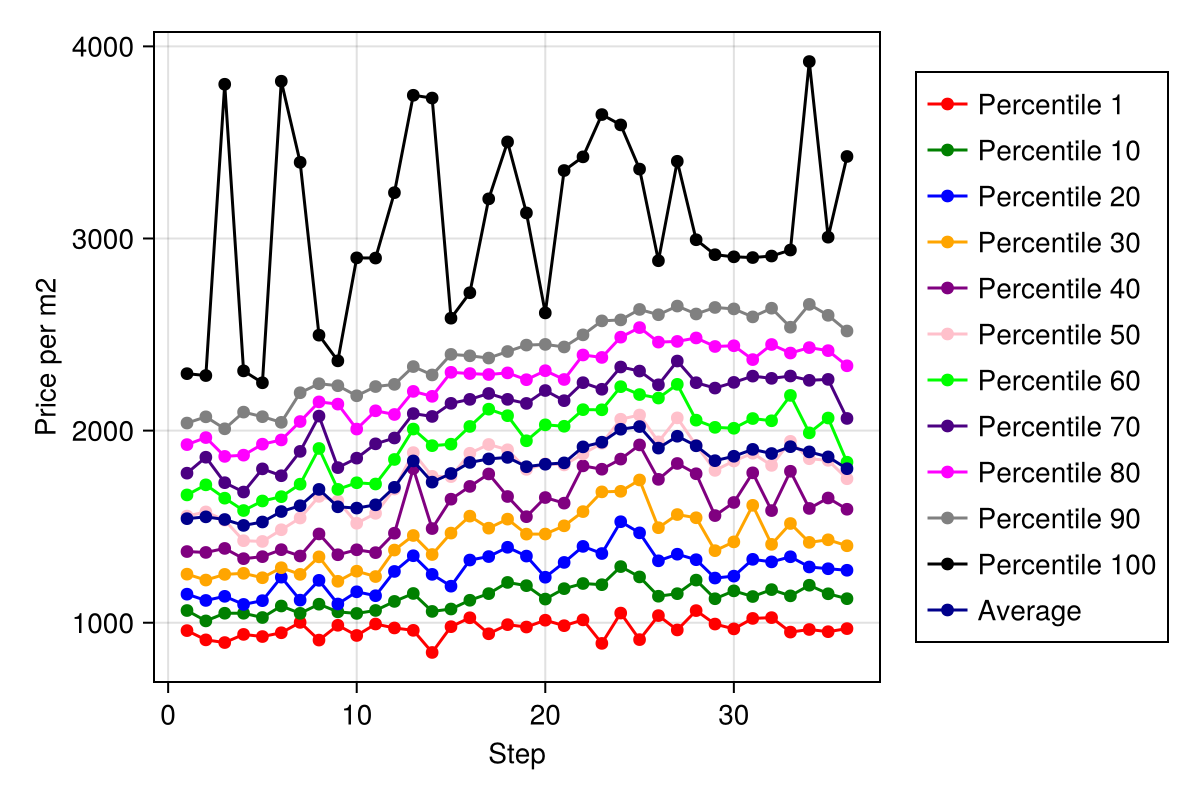 4000
3000
2000
1000
Price per m2
0 10 20 30
Step
Percentile 1
Percentile 10
Percentile 20
Percentile 30
Percentile 40
Percentile 50
Percentile 60
Percentile 70
Percentile 80
Percentile 90
Percentile 100
Average